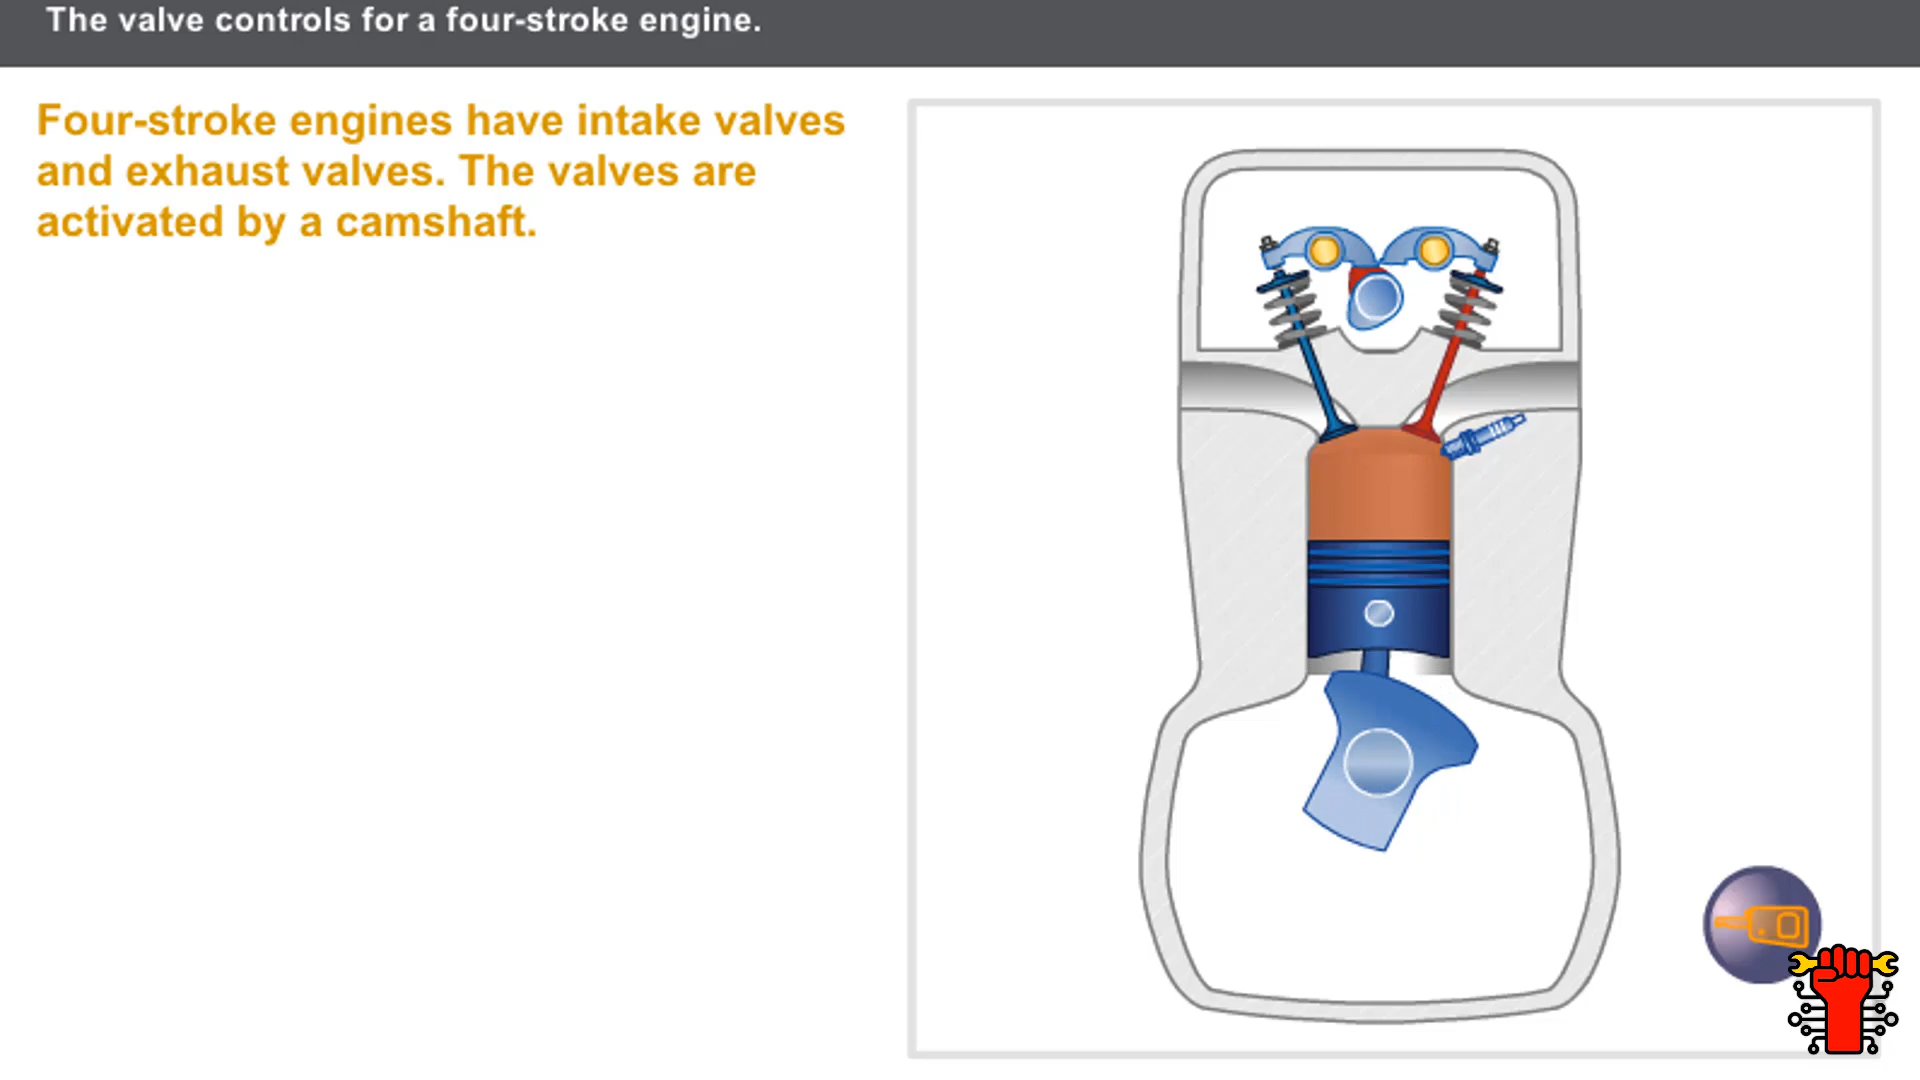 The valve controls for a four-stroke engine.
Four-stroke engines have intake valves
and exhaust valves. The valves are
activated by a camshaft.